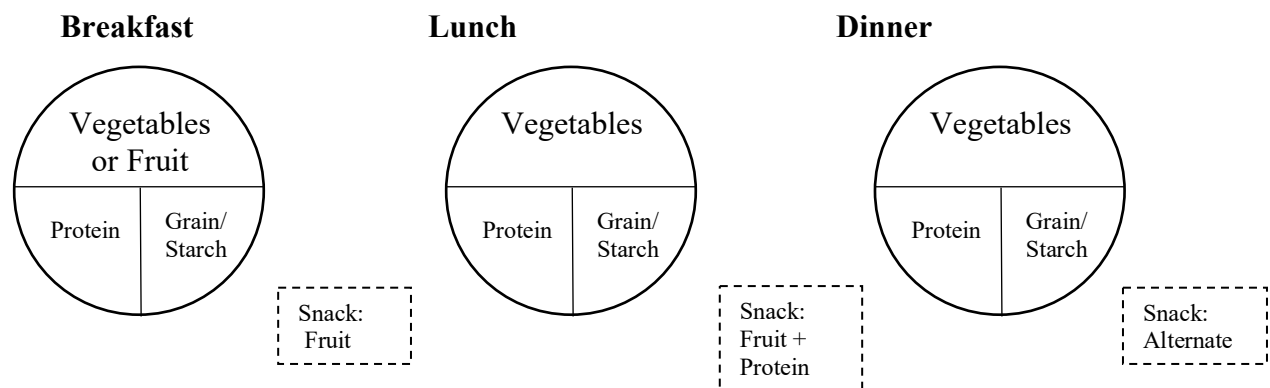 Breakfast
Lunch
Dinner
Vegetables
or Fruit
Protein
Grain/
Starch
Snack:
Fruit
Vegetables
Protein
Grain/
Starch
Snack:
Fruit +
Protein
Vegetables
Protein
Grain/
Starch
Snack:
Alternate